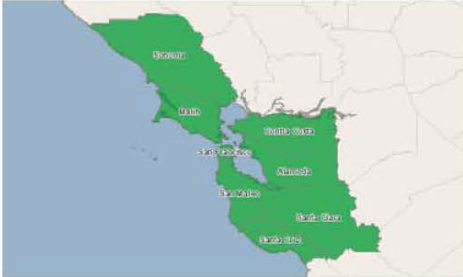 Sonoma
Marin
Contra Costa
San Francisco
Alameda
San Mateo
Santa Clara
Santa Cruz